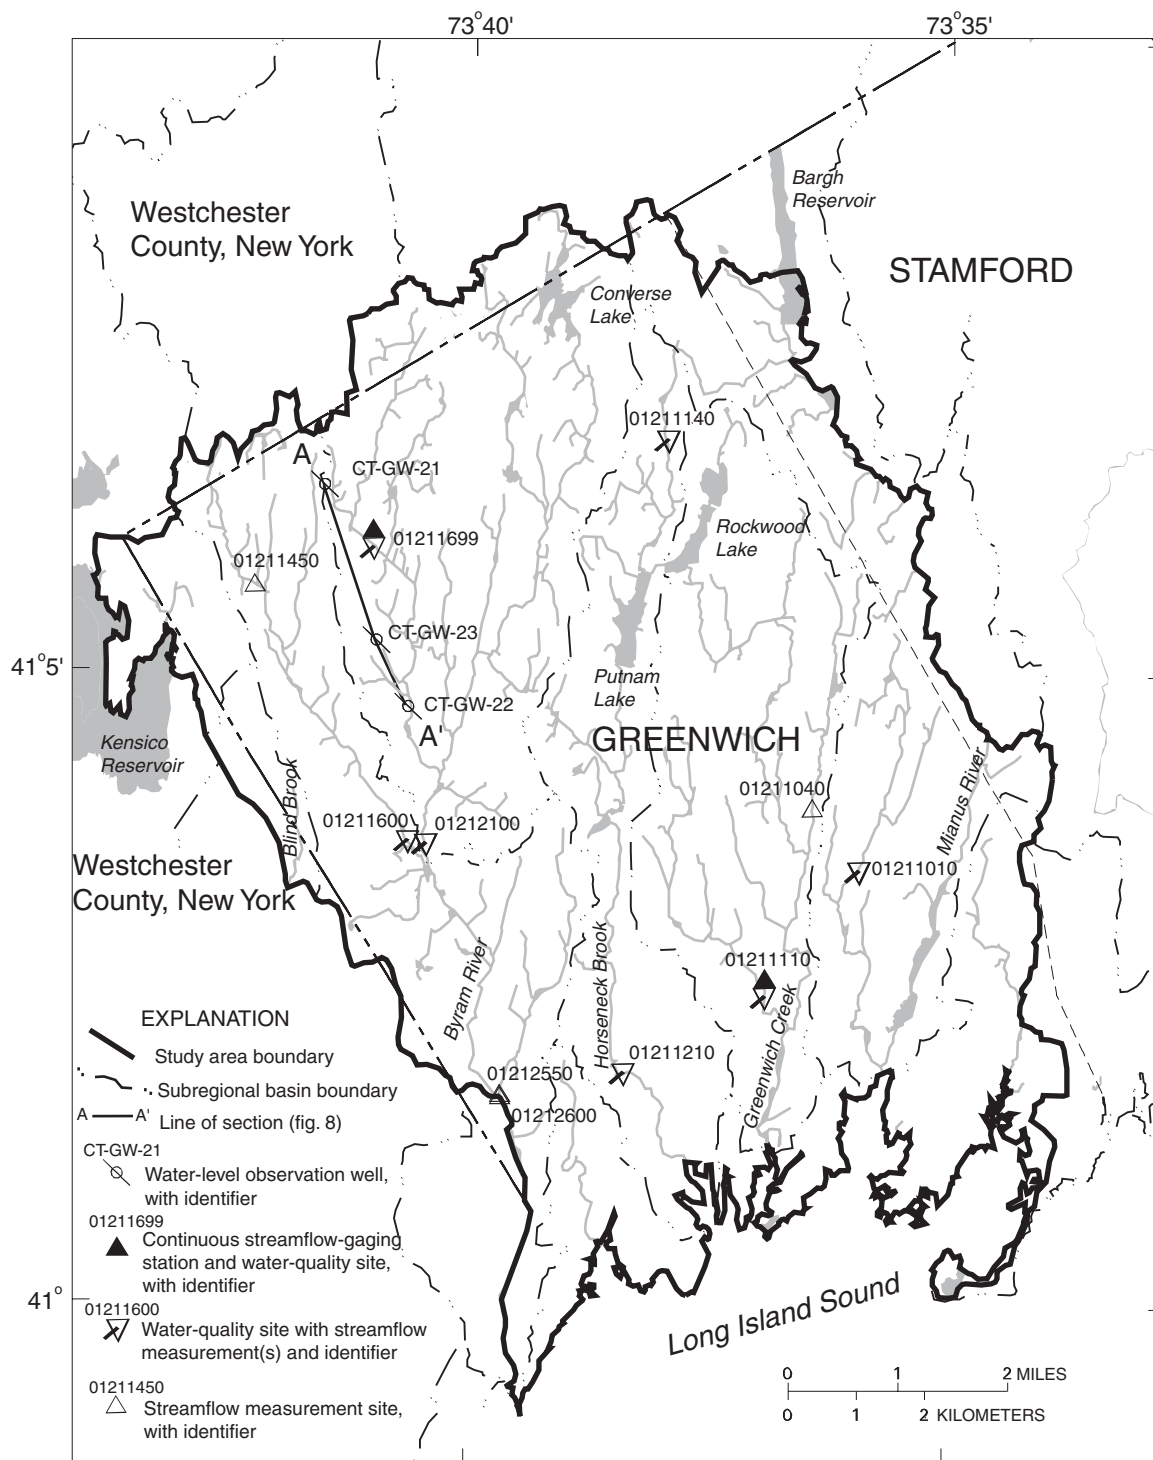 73°40'
73°35'
Bargh
Reservoir
Westchester
County, New York
STAMFORD
Converse
Lake
01211140
A
CT-GW-21
Rockwood
Lake
01211699
01211450
CT-GW-23
41°5'
Putnam
Lake
CT-GW-22
A'
GREENWICH
Kensico
Reservoir
Blind Brook
01211040
Mianus River
01211600
01212100
Westchester
County, New York
01211010
Byram River
Horseneck Brook
01211110
Greenwich Creek
01211210
01212550
01212600
EXPLANATION
Study area boundary
Subregional basin boundary
A A' Line of section (fig. 8)
CT-GW-21
Water-level observation well,
with identifier
01211699
Continuous streamflow-gaging
station and water-quality site,
with identifier
41°
01211600
Water-quality site with streamflow
measurement(s) and identifier
01211450
Streamflow measurement site,
with identifier
Long Island Sound
0 1 2 MILES
0 1 2 KILOMETERS